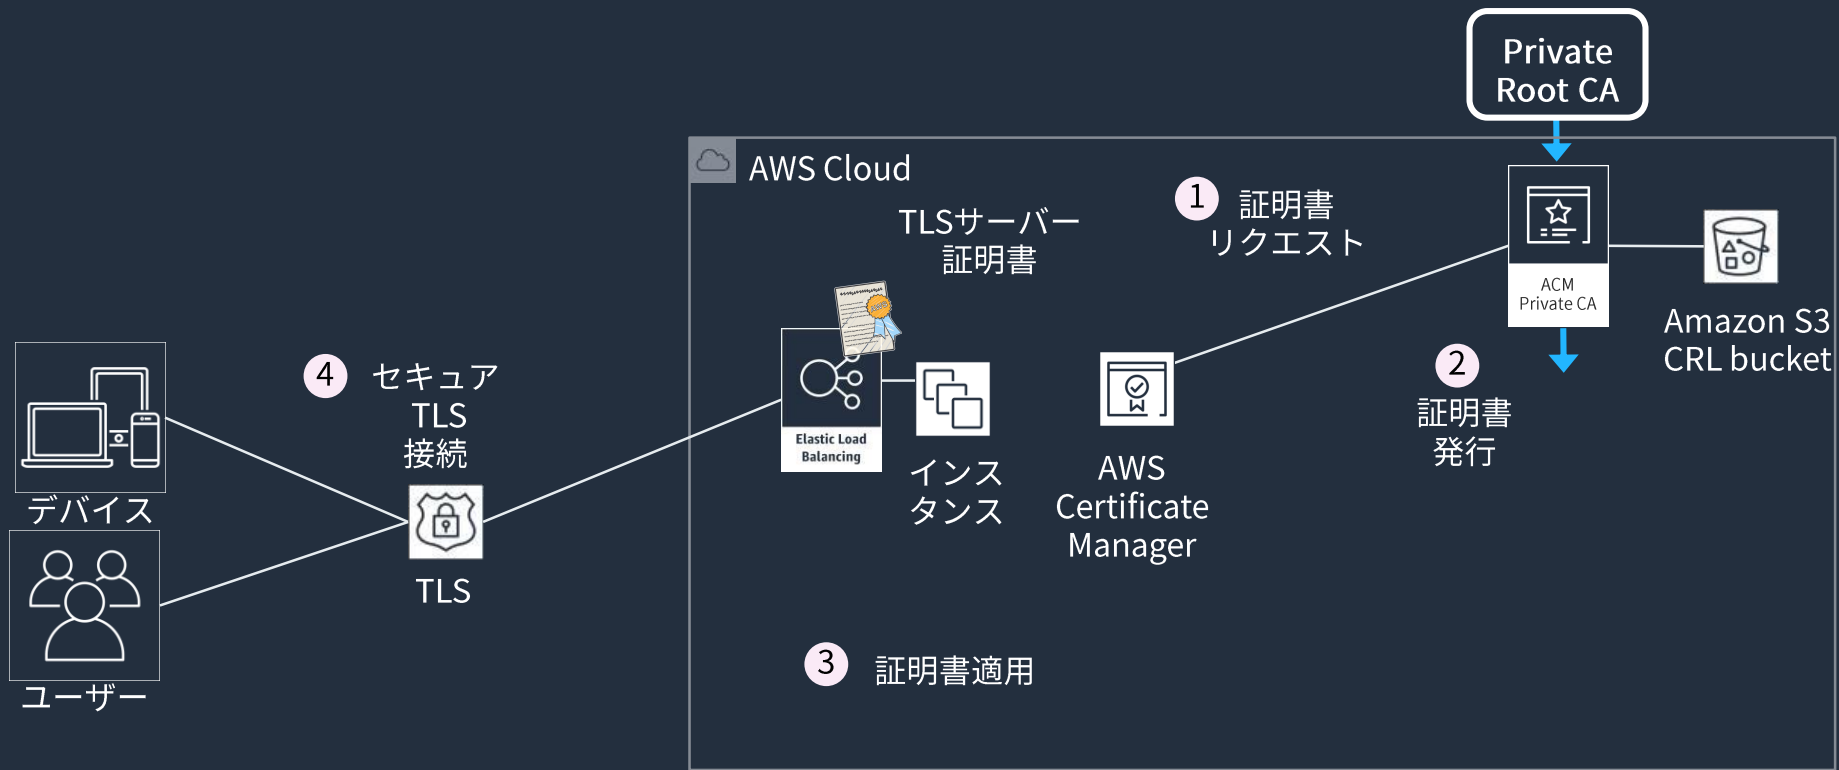 Private
Root CA
AWS Cloud
TLSサーバー
証明書
1
証明書
リクエスト
ACM
Private CA
Amazon S3
CRL bucket
2
証明書
発行
4
セキュア
TLS
接続
Elastic Load
Balancing
インス
タンス
AWS
Certificate
Manager
デバイス
TLS
ユーザー
3
証明書適用